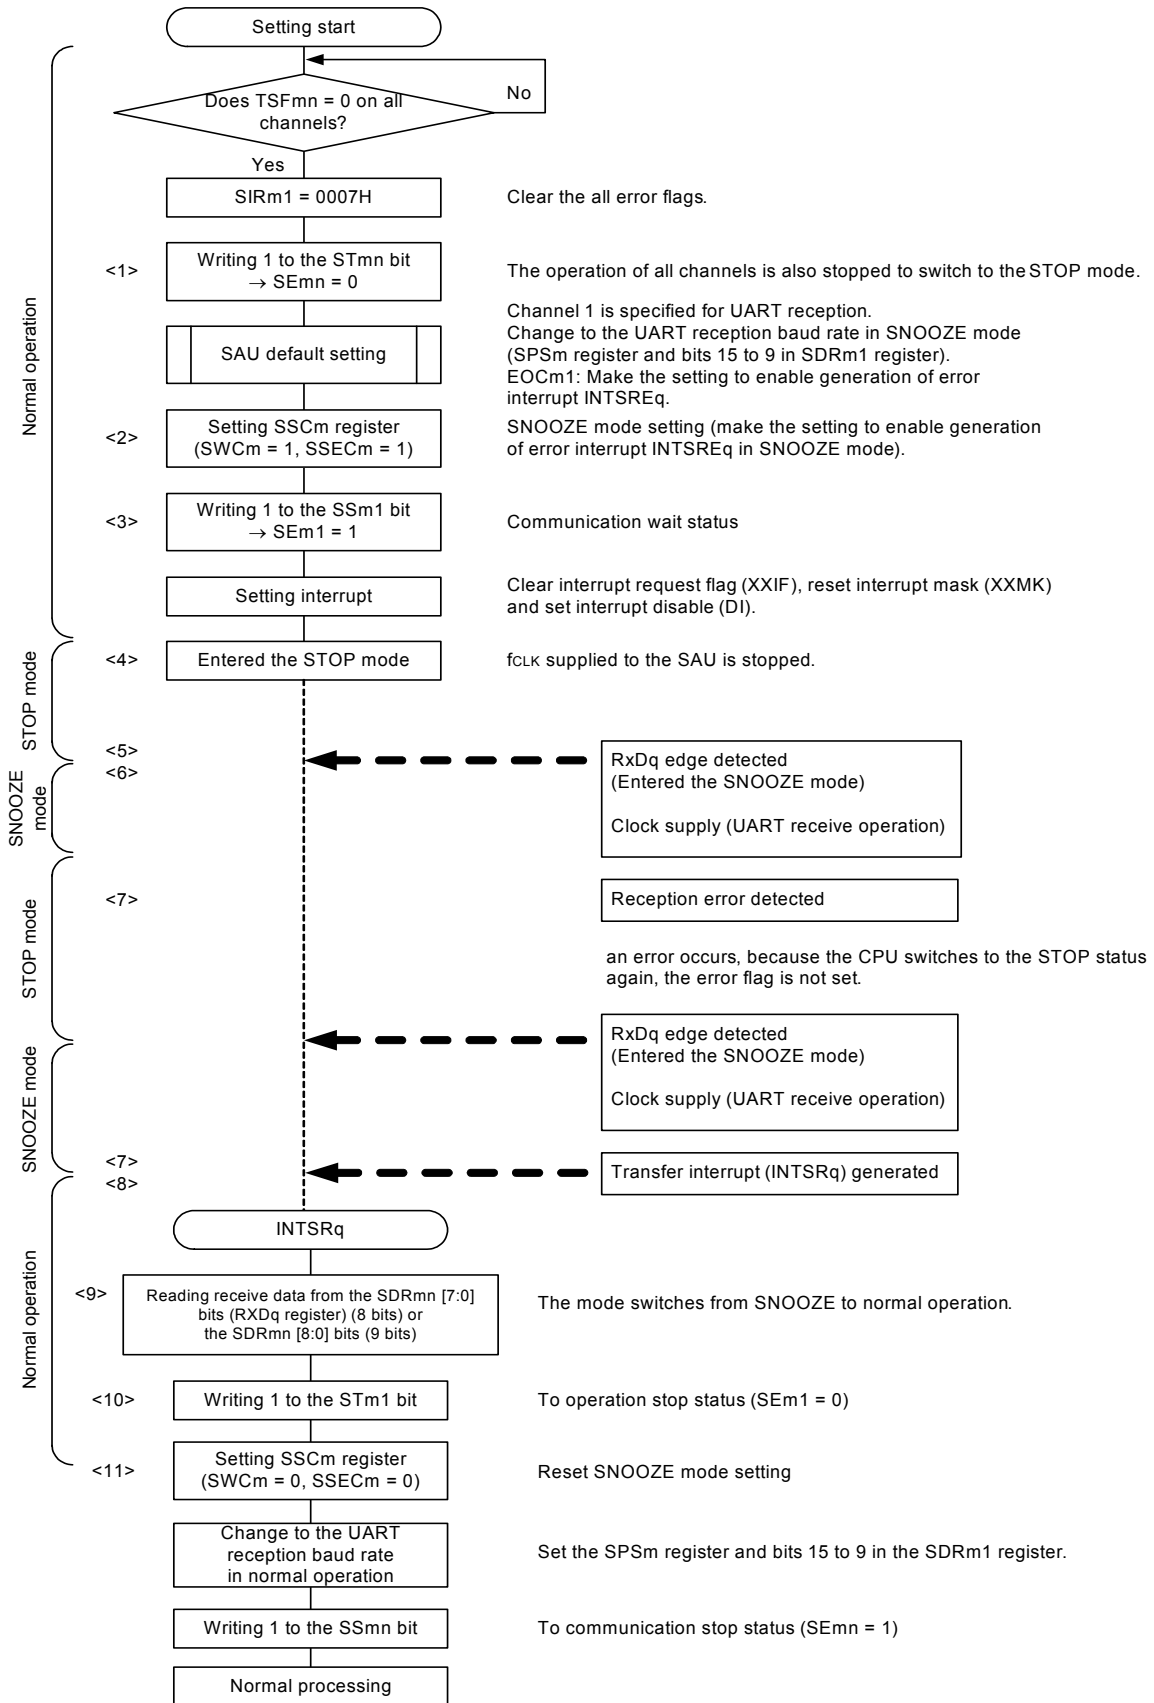 Setting start
Does TSFmn = 0 on all
channels?
No
Yes
SIRm1 = 0007H
Clear the all error flags.
Normal operation
<1>
Writing 1 to the STmn bit
→ SEmn = 0
The operation of all channels is also stopped to switch to the STOP mode.
SAU default setting
Channel 1 is specified for UART reception.
Change to the UART reception baud rate in SNOOZE mode
(SPSm register and bits 15 to 9 in SDRm1 register).
EOCm1: Make the setting to enable generation of error
interrupt INTSREq.
<2>
Setting SSCm register
(SWCm = 1, SSECm = 1)
SNOOZE mode setting (make the setting to enable generation
of error interrupt INTSREq in SNOOZE mode).
<3>
Writing 1 to the SSm1 bit
→ SEm1 = 1
Communication wait status
Setting interrupt
Clear interrupt request flag (XXIF), reset interrupt mask (XXMK)
and set interrupt disable (DI).
STOP mode
<4>
Entered the STOP mode
fCLK supplied to the SAU is stopped.
<5>
<6>
RxDq edge detected
(Entered the SNOOZE mode)
Clock supply (UART receive operation)
SNOOZE
mode
STOP mode
<7>
Reception error detected
an error occurs, because the CPU switches to the STOP status
again, the error flag is not set.
RxDq edge detected
(Entered the SNOOZE mode)
Clock supply (UART receive operation)
SNOOZE mode
<7>
<8>
Transfer interrupt (INTSRq) generated
INTSRq
Normal operation
<9>
Reading receive data from the SDRmn [7:0]
bits (RXDq register) (8 bits) or
the SDRmn [8:0] bits (9 bits)
The mode switches from SNOOZE to normal operation.
<10>
Writing 1 to the STm1 bit
To operation stop status (SEm1 = 0)
<11>
Setting SSCm register
(SWCm = 0, SSECm = 0)
Reset SNOOZE mode setting
Change to the UART
reception baud rate
in normal operation
Set the SPSm register and bits 15 to 9 in the SDRm1 register.
Writing 1 to the SSmn bit
To communication stop status (SEmn = 1)
Normal processing